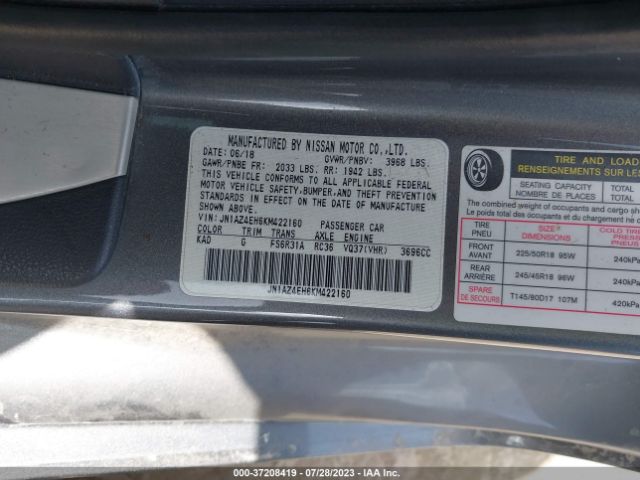 MANUFACTURED BY NISSAN MOTOR CO.,LTD.
DATE: 06/18 GVWR/PNBV: 3968 LBS.
GAWR/PNBE FR: 2033 LBS. RR: 1942 LBS.
THIS VEHICLE CONFORMS TO ALL APPLICABLE FEDERAL
MOTOR VEHICLE SAFETY,BUMPER,AND THEFT PREVENTION
STANDARDS IN EFFECT ON THE DATE OF MANUFACTURE
SHOWN ABOVE.
VIN:JN1AZ4EH6KM422160 PASSENGER CAR
COLOR TRIM TRANS AXLE ENGINE
KAD G FS6R31A RC36 VQ37(VHR) 3696CC
JN1AZ4EH6KM422160
TIRE AND LOAD
RENSEIGNEMENTS SUR LES
SEATING CAPACITY
NOMBRE DE PLACES
The combined weight of occupants and cargo shou
Le poids total des occupants et du chargement ne
TIRE
PNEU
SIZE
DIMENSIONS
COLD TIRE
PRESS
FRONT
AVANT
225/50R18 95W
240kPa
REAR
ARRIÈRE
245/45R18 96W
240kPa
SPARE
DE SECOURS
T145/80D17 107M
420kPa
000-37208419 - 07/28/2023 - IAA Inc.